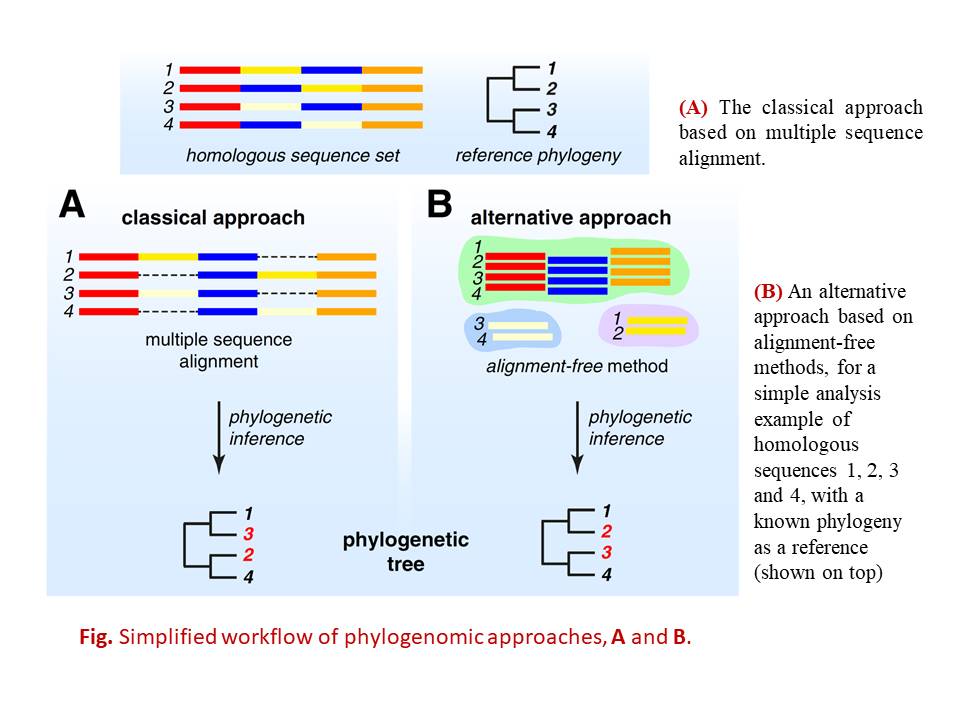 1
2
3
4
homologous sequence set
1
2
3
4
reference phylogeny
(A) The classical approach
based on multiple sequence
alignment.
A
classical approach
1
2
3
4
multiple sequence
alignment
phylogenetic
inference
1
3
2
4
B
alternative approach
1
2
3
4
3
4
1
2
alignment-free method
phylogenetic
inference
1
2
3
4
phylogenetic
tree
(B) An alternative
approach based on
alignment-free
methods, for a
simple analysis
example of
homologous
sequences 1, 2, 3
and 4, with a
known phylogeny
as a reference
(shown on top)
Fig. Simplified workflow of phylogenomic approaches, A and B.